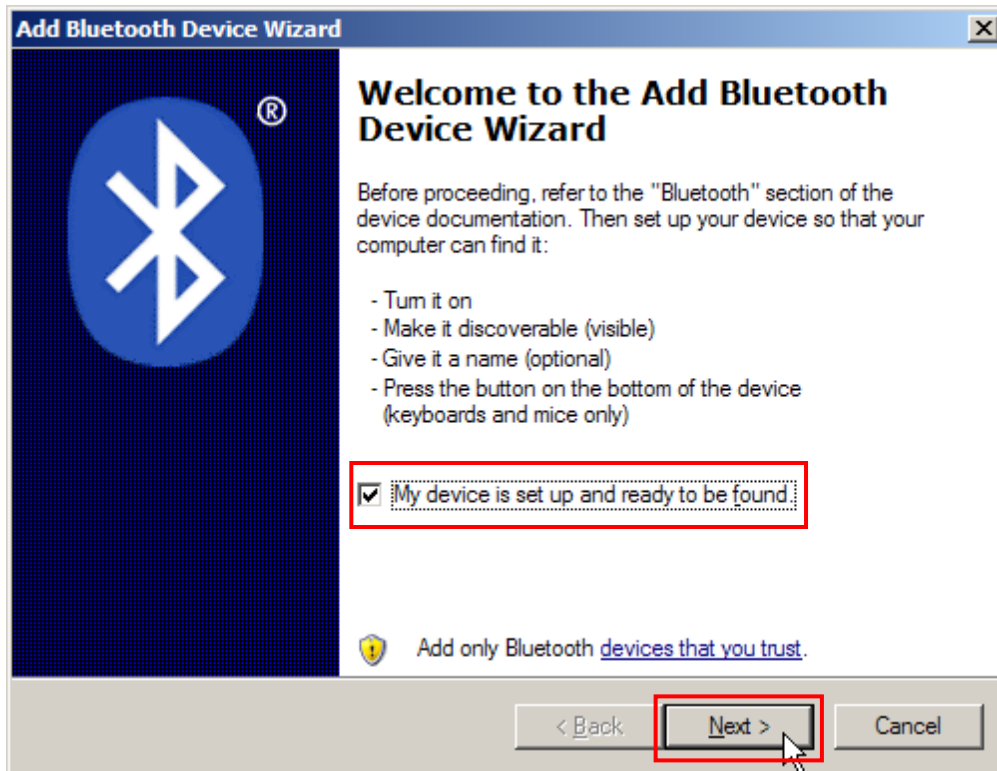 Add Bluetooth Device Wizard
®
Welcome to the Add Bluetooth
Device Wizard
Before proceeding, refer to the "Bluetooth" section of the
device documentation. Then set up your device so that your
computer can find it:
- Turn it on
- Make it discoverable (visible)
- Give it a name (optional)
- Press the button on the bottom of the device
(keyboards and mice only)
My device is set up and ready to be found.
Add only Bluetooth devices that you trust.
< Back
Next >
Cancel